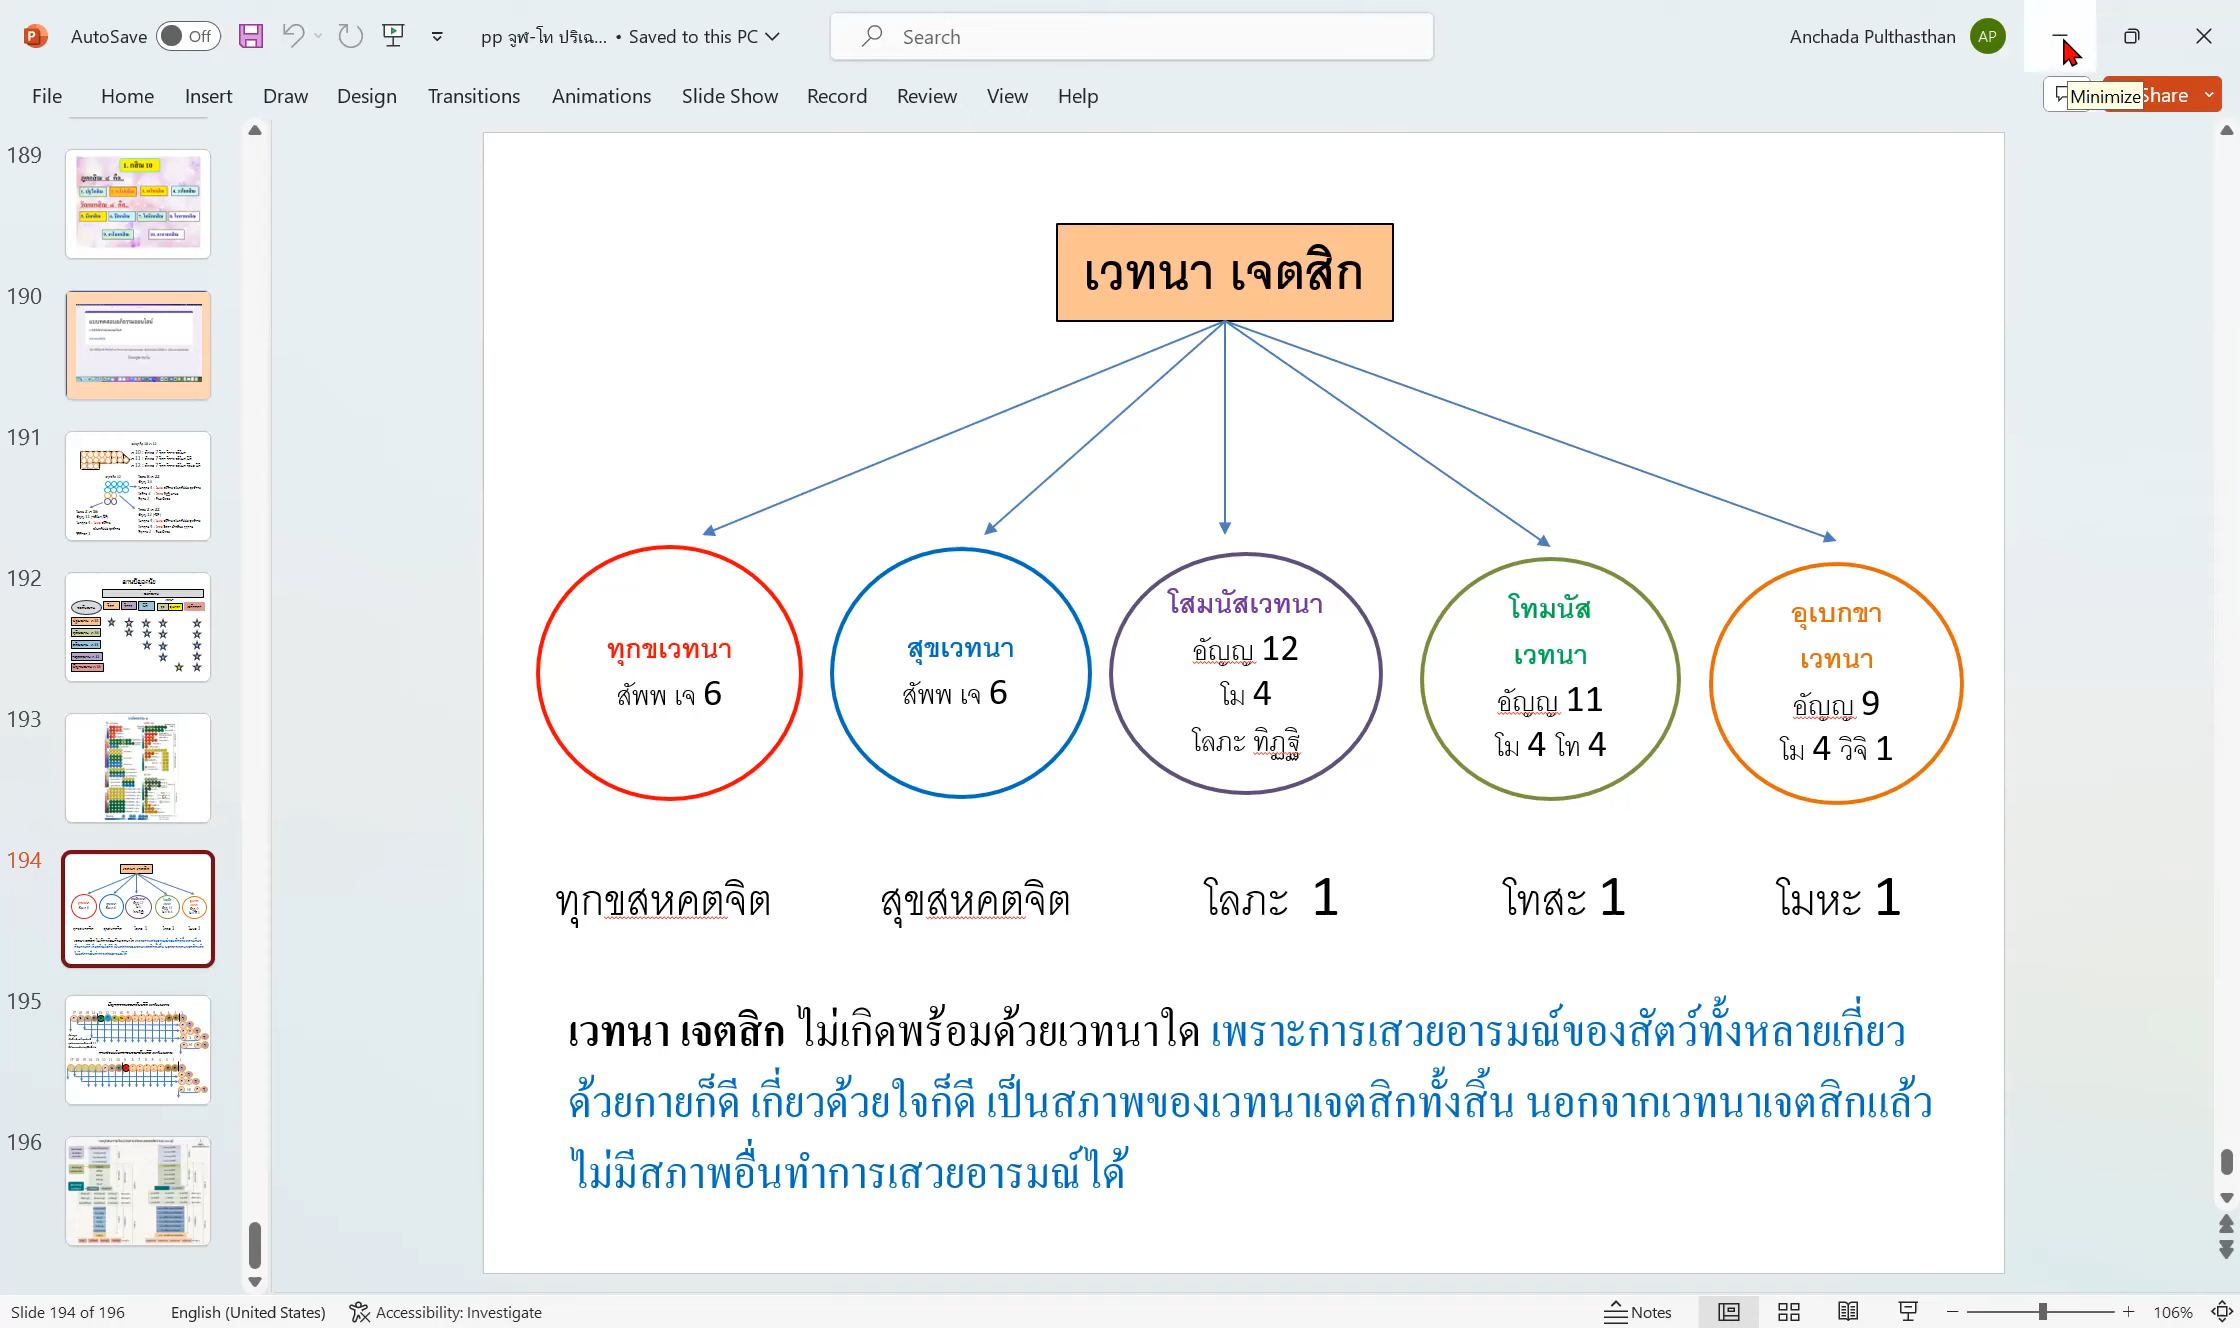 AutoSave Off pp จูฬ-โท ปริเฉ... • Saved to this PC Search Anchada Pulthasthan AP
File Home Insert Draw Design Transitions Animations Slide Show Record Review View Help Share
Minimize
189
1. กสิณ 10
190
191
192
193
194
195
196
เวทนา เจตสิก
ทุกขเวทนา
สัพพ เจ 6
สุขเวทนา
สัพพ เจ 6
โสมนัสเวทนา
อัญญ 12
โม 4
โลภะ ทิฏฐิ
โทมนัส
เวทนา
อัญญ 11
โม 4 โท 4
อุเบกขา
เวทนา
อัญญ 9
โม 4 วิจิ 1
ทุกขสหคตจิต สุขสหคตจิต โลภะ 1 โทสะ 1 โมหะ 1
เวทนา เจตสิก ไม่เกิดพร้อมด้วยเวทนาใด เพราะการเสวยอารมณ์ของสัตว์ทั้งหลายเกี่ยว
ด้วยกายก็ดี เกี่ยวด้วยใจก็ดี เป็นสภาพของเวทนาเจตสิกทั้งสิ้น นอกจากเวทนาเจตสิกแล้ว
ไม่มีสภาพอื่นทำการเสวยอารมณ์ได้
Slide 194 of 196 English (United States) Accessibility: Investigate Notes 106%